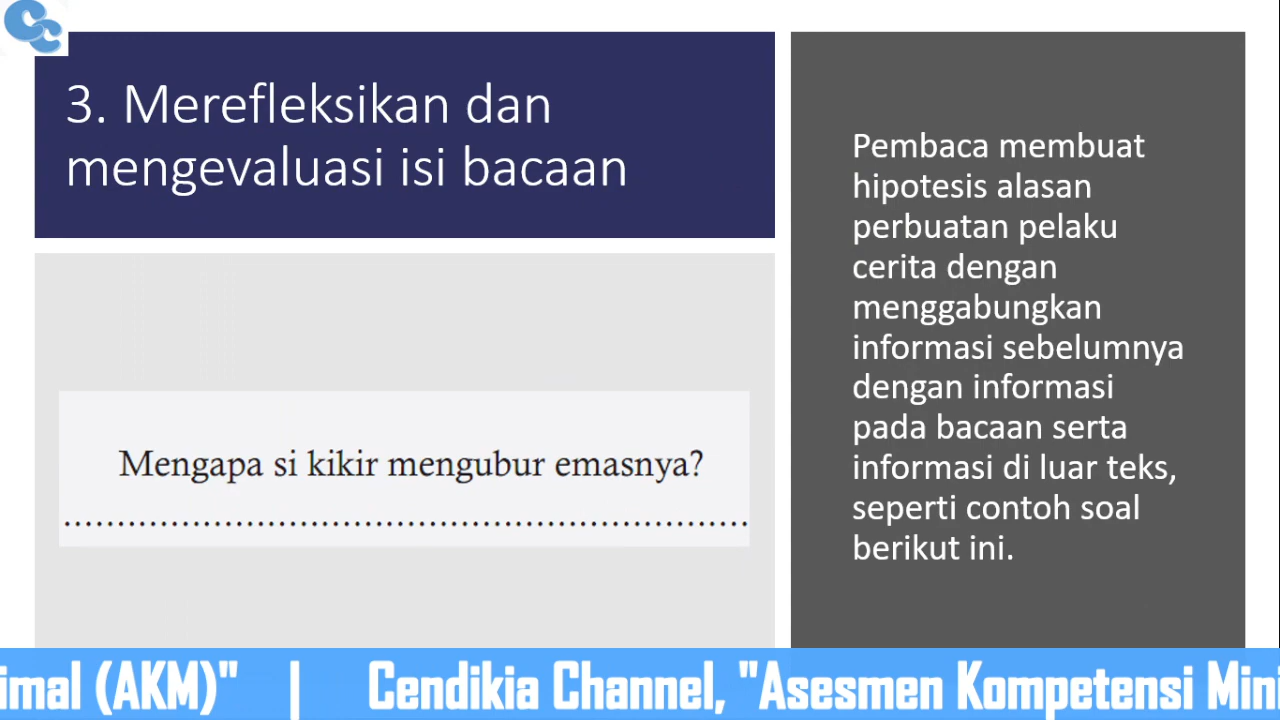 3. Merefleksikan dan
mengevaluasi isi bacaan
Mengapa si kikir mengubur emasnya?
................................................................
Pembaca membuat
hipotesis alasan
perbuatan pelaku
cerita dengan
menggabungkan
informasi sebelumnya
dengan informasi
pada bacaan serta
informasi di luar teks,
seperti contoh soal
berikut ini.
imal (AKM)" | Cendikia Channel, "Asesmen Kompetensi Mini